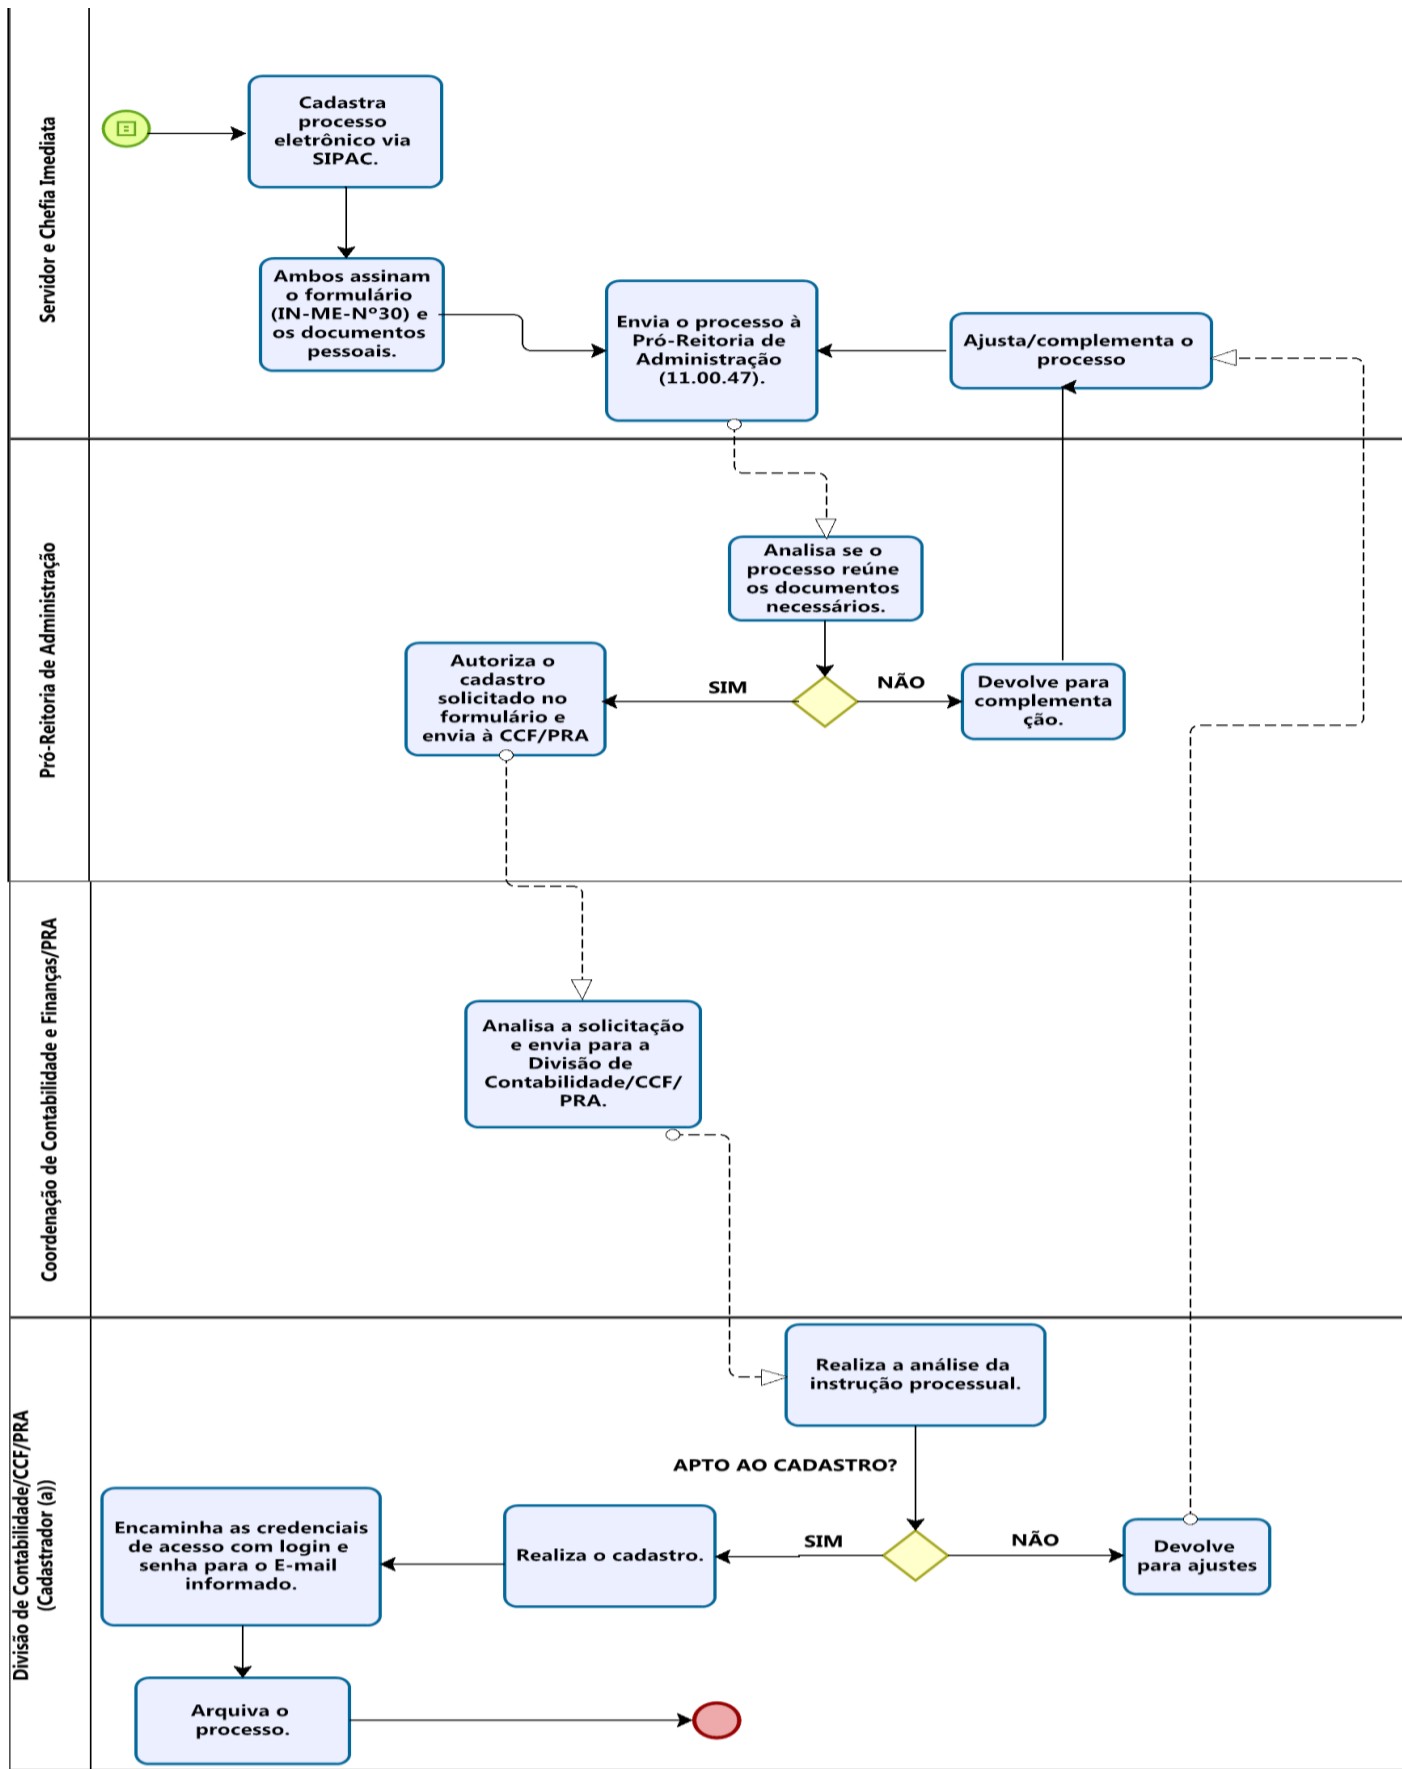 Servidor e Chefia Imediata
Cadastra
processo
eletrônico via
SIPAC.
Ambos assinam
o formulário
(IN-ME-Nº30) e
os documentos
pessoais.
Envia o processo à
Pró-Reitoria de
Administração
(11.00.47).
Ajusta/complementa o
processo
Pró-Reitoria de Administração
Analisa se o
processo reúne
os documentos
necessários.
SIM
NÃO
Autoriza o
cadastro
solicitado no
formulário e
envia à CCF/PRA
Devolve para
complementa
ção.
Coordenação de Contabilidade e Finanças/PRA
Analisa a solicitação
e envia para a
Divisão de
Contabilidade/CCF/
PRA.
Divisão de Contabilidade/CCF/PRA
(Cadastrador (a))
Realiza a análise da
instrução processual.
APTO AO CADASTRO?
SIM
NÃO
Encaminha as credenciais
de acesso com login e
senha para o E-mail
informado.
Realiza o cadastro.
Devolve
para ajustes
Arquiva o
processo.